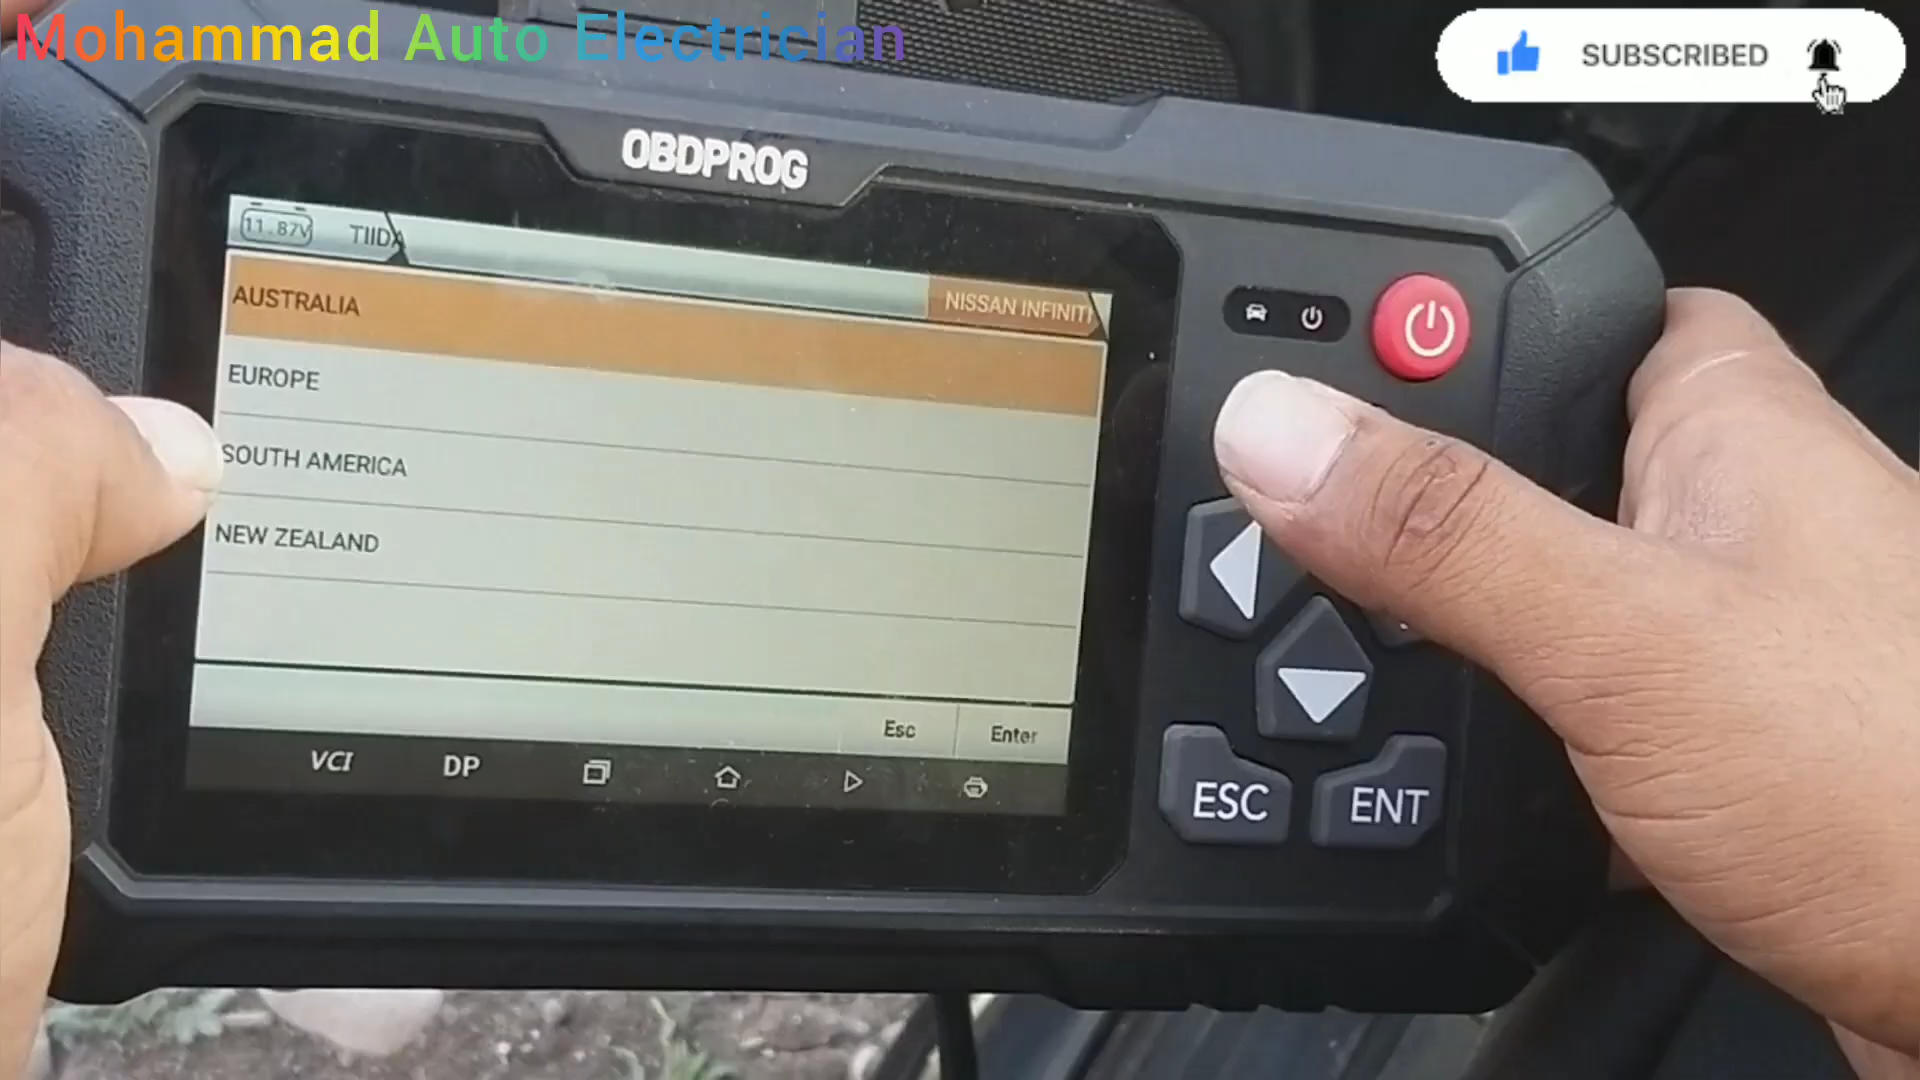 Mohammad Auto Electrician
SUBSCRIBED
OBDPROG
11.87V
TIIDA
NISSAN INFINITI
AUSTRALIA
EUROPE
SOUTH AMERICA
NEW ZEALAND
Esc
Enter
VCI
DP
ESC
ENT